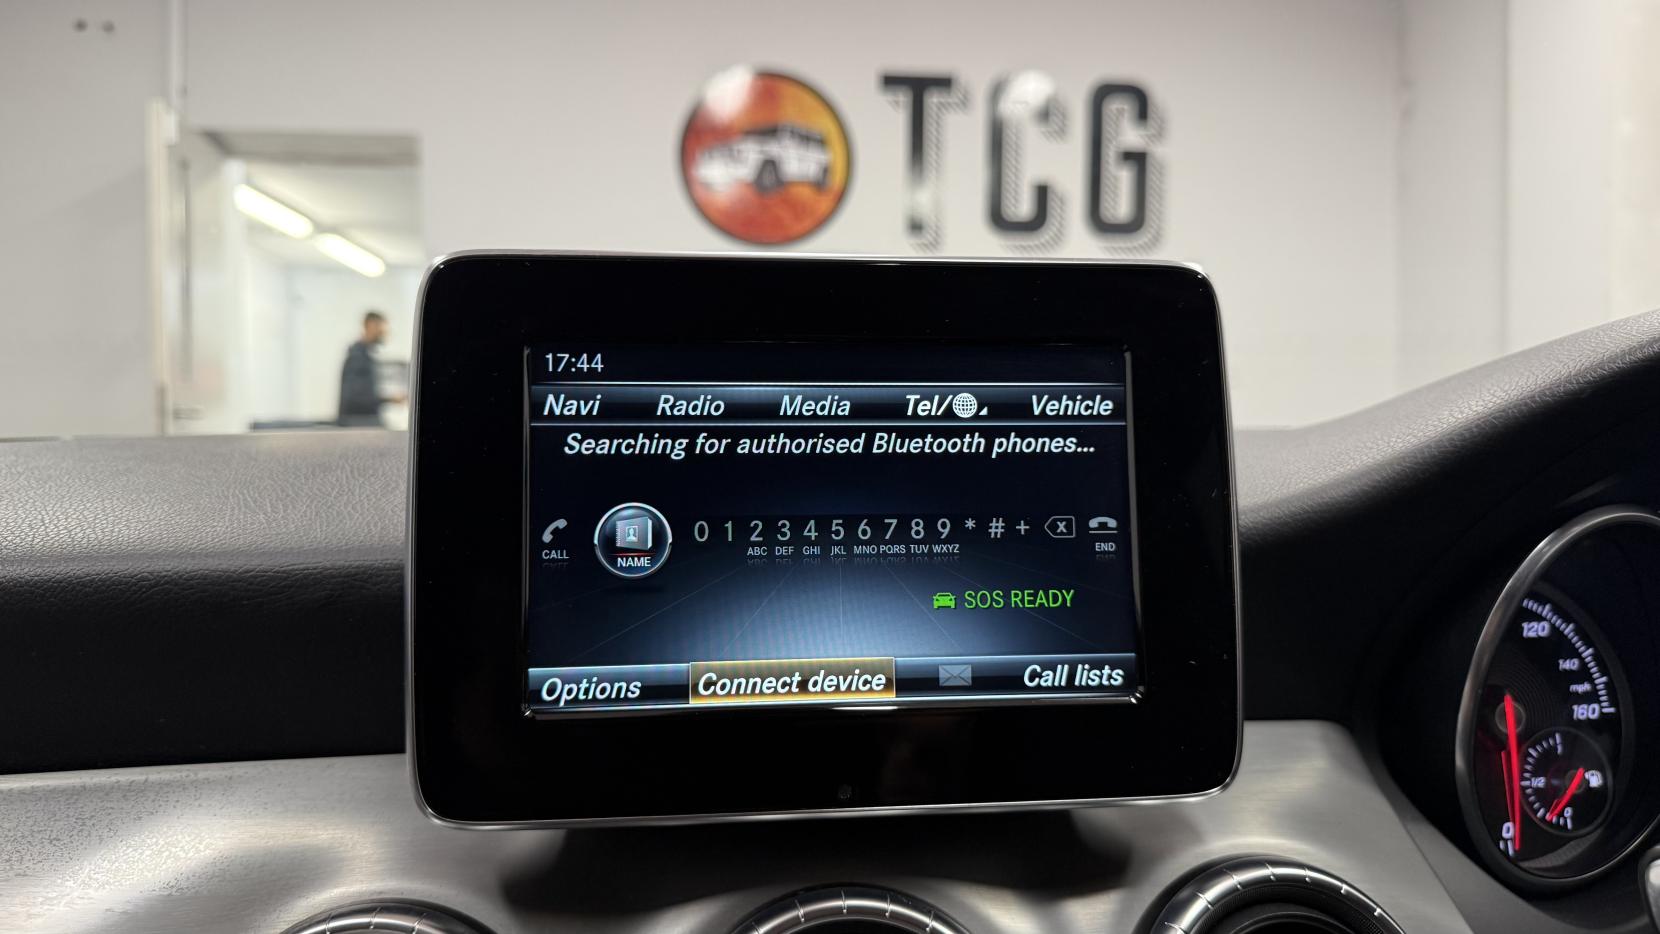 TCG
17:44
Navi Radio Media Tel/ Vehicle
Searching for authorised Bluetooth phones...
0 1 2 3 4 5 6 7 8 9 * # +
CALL NAME ABC DEF GHI JKL MNO PQRS TUV WXYZ END
SOS READY
Options Connect device Call lists
120
140
mph
160
1/2
0
0